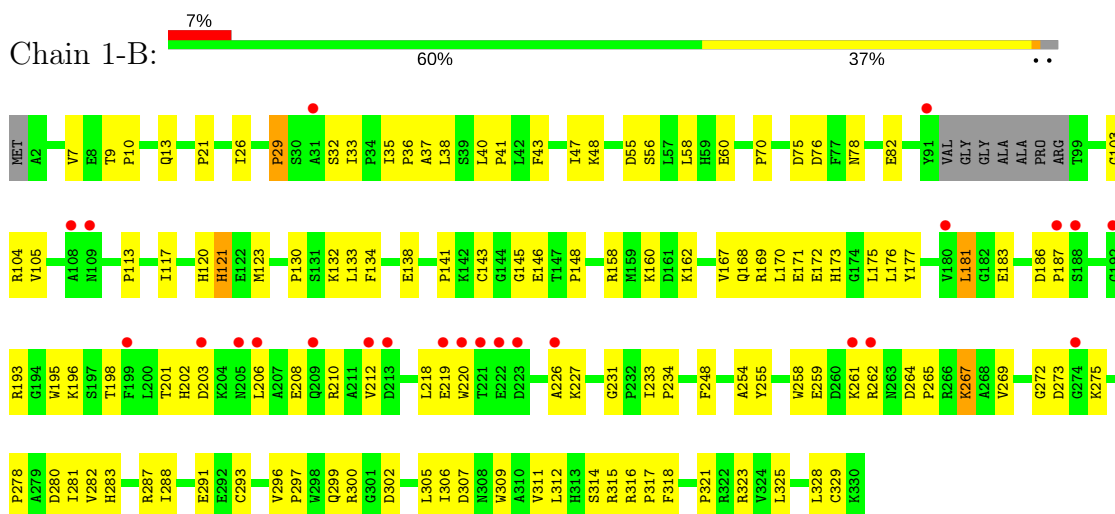 7%
Chain 1-B:
60% 37% . .
MET A2 V7 E8 T9 P10 Q13 P21 I26 P29 S30 A31 S32 I33 P34 I35 P36 A37 L38 S39 L40 P41 L42 F43 I47 K48 D55 S56 L57 L58 H59 E60 P70 D75 D76 F77 N78 E82 Y91 VAL GLY GLY ALA ALA PRO ARG T99 G103
R104 V105 A108 N109 P113 I117 H120 H121 E122 M123 P130 S131 K132 L133 F134 E138 P141 K142 C143 G144 G145 E146 T147 P148 R158 M159 K160 D161 K162 V167 Q168 R169 L170 E171 E172 H173 G174 L175 L176 Y177 V180 L181 G182 E183 D186 P187 S188
R193 G194 W195 K196 S197 T198 F199 L200 T201 H202 D203 K204 N205 L206 A207 E208 Q209 R210 A211 V212 D213 L218 E219 W220 T221 E222 D223 A226 K227 G231 P232 I233 P234 F248 A254 Y255 W258 E259 D260 K261 R262 N263 D264 P265 R266 K267 A268 V269 G272 D273 G274 K275
P278 A279 D280 I281 V282 H283 R287 I288 E291 E292 C293 V296 P297 W298 Q299 R300 G301 D302 L305 I306 D307 N308 W309 A310 V311 L312 H313 S314 R315 R316 P317 F318 P321 R322 R323 V324 L325 L328 C329 K330